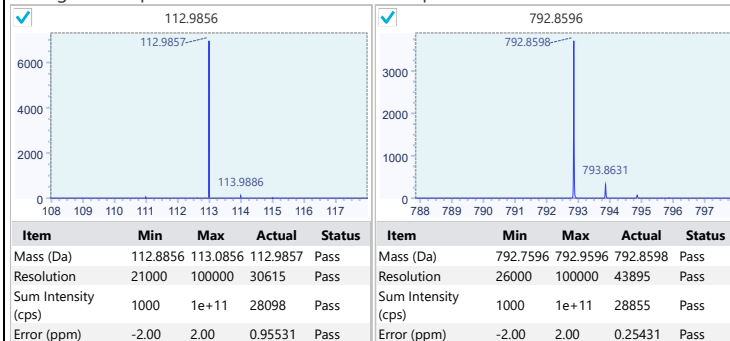 112.9856
112.9857
6000
4000
2000
0
113.9886
108 109 110 111 112 113 114 115 116 117
Item Min Max Actual Status
Mass (Da) 112.8856 113.0856 112.9857 Pass
Resolution 21000 100000 30615 Pass
Sum Intensity
(cps) 1000 1e+11 28098 Pass
Error (ppm) -2.00 2.00 0.95531 Pass
792.8596
792.8598
3000
2000
1000
0
793.8631
788 789 790 791 792 793 794 795 796 797
Item Min Max Actual Status
Mass (Da) 792.7596 792.9596 792.8598 Pass
Resolution 26000 100000 43895 Pass
Sum Intensity
(cps) 1000 1e+11 28855 Pass
Error (ppm) -2.00 2.00 0.25431 Pass